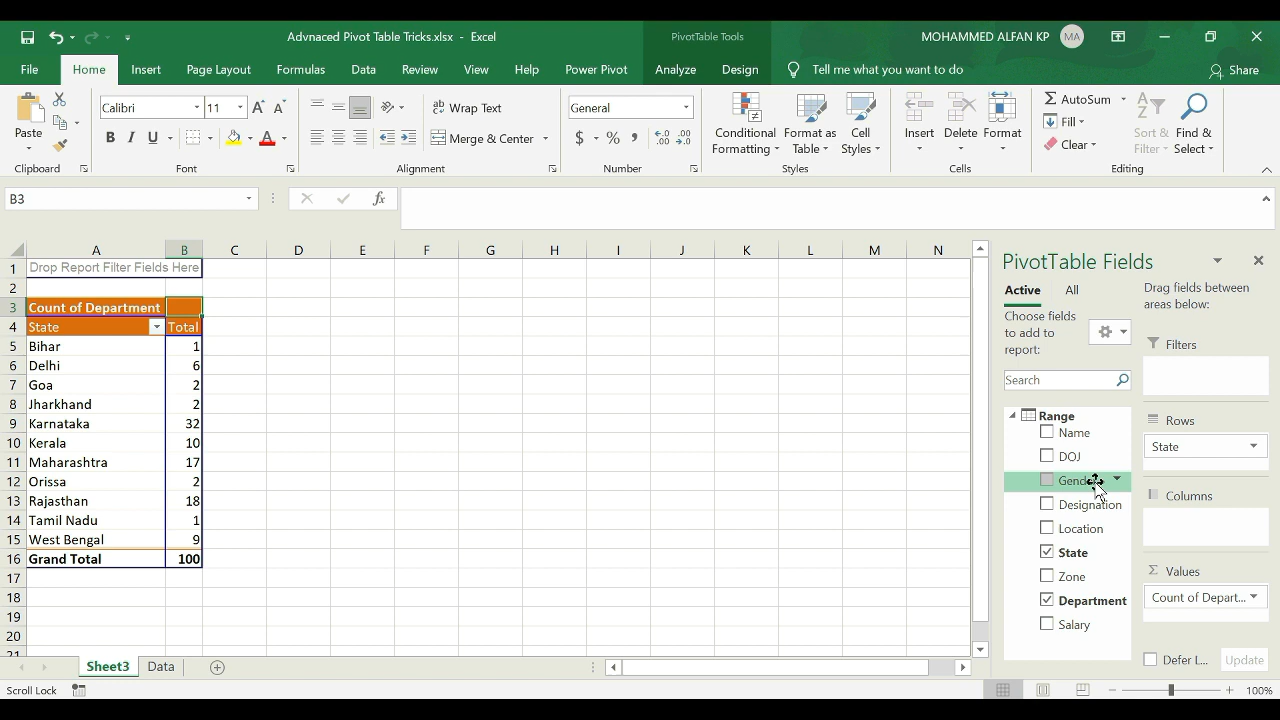 Advnaced Pivot Table Tricks.xlsx - Excel
PivotTable Tools
MOHAMMED ALFAN KP
MA
File Home Insert Page Layout Formulas Data Review View Help Power Pivot Analyze Design Tell me what you want to do
Share
Paste
Clipboard
Calibri 11
A A
B I U A
Font
Wrap Text
Merge & Center
Alignment
General
$ % ,
Number
Conditional Formatting
Format as Table
Cell Styles
Styles
Insert
Delete
Format
Cells
AutoSum
Fill
Clear
Sort & Filter
Find & Select
Editing
B3
fx
A B C D E F G H I J K L M N
1 Drop Report Filter Fields Here
2
3 Count of Department
4 State Total
5 Bihar 1
6 Delhi 6
7 Goa 2
8 Jharkhand 2
9 Karnataka 32
10 Kerala 10
11 Maharashtra 17
12 Orissa 2
13 Rajasthan 18
14 Tamil Nadu 1
15 West Bengal 9
16 Grand Total 100
17
18
19
20
21
PivotTable Fields
Active All
Choose fields
to add to
report:
Search
Range
Name
DOJ
Designation
Location
State
Zone
Department
Salary
Drag fields between
areas below:
Filters
Rows
State
Columns
Σ Values
Count of Depart...
Defer L...
Update
Sheet3 Data
Scroll Lock
100%